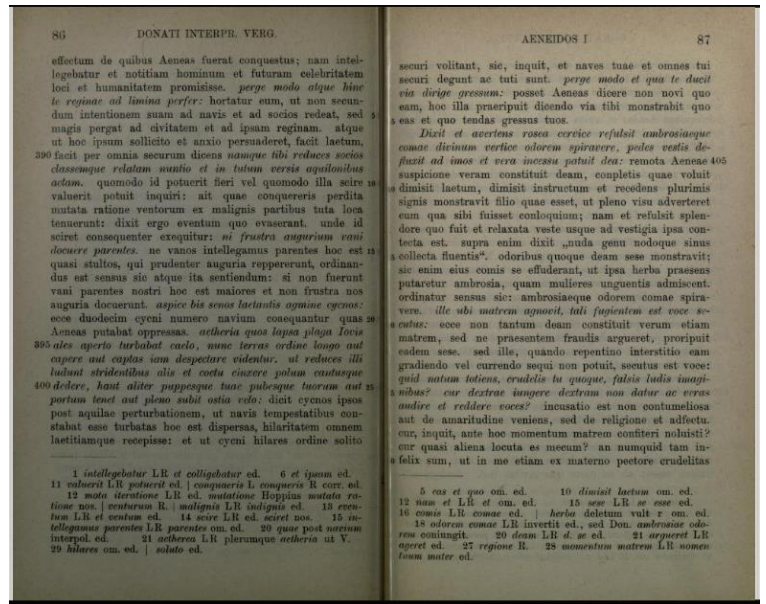 86 DONATI INTERPR. VERG.
effectum de quibus Aeneas fuerat conquestus; nam intel-
legebatur et notitiam hominum et futuram celebritatem
loci et humanitatem promisisse. perge modo atque hinc
te reginae ad limina perfer: hortatur eum, ut non secun-
dum intentionem suam ad navis et ad socios redeat, sed 5
magis pergat ad civitatem et ad ipsam reginam. atque
ut hoc ipsum sollicito et anxio persuaderet, facit laetum,
390 facit per omnia securum dicens namque tibi reduces socios
classemque relatam nuntio et in tutum versis aquilonibus
actam. quomodo id potuerit fieri vel quomodo illa scire 10
valuerit potuit inquiri: ait quae conquereris perdita
mutata ratione ventorum ex malignis partibus tuta loca
tenuerunt: dixit ergo eventum quo evaserant. unde id
sciret consequenter exequitur: ni frustra augurium vani
docuere parentes. ne vanos intellegamus parentes hoc est 15
quasi stultos, qui prudenter auguria reppererunt, ordinan-
dus est sensus sic atque ita sentiendum: si non fuerunt
vani parentes nostri hoc est maiores et non frustra nos
auguria docuerunt. aspice bis senos laetantis agmine cycnos:
ecce duodecim cycni numero navium conequantur quas 20
Aeneas putabat oppressas. aetheria quos lapsa plaga Iovis
395 ales aperto turbabat caelo, nunc terras ordine longo aut
capere aut captas iam despectare videntur. ut reduces illi
ludunt stridentibus alis et coetu cinxere polum cantusque
400 dedere, haut aliter puppesque tuae pubesque tuorum aut 25
portum tenet aut pleno subit ostia velo: dicit cycnos ipsos
post aquilae perturbationem, ut navis tempestatibus con-
stabat esse turbatas hoc est dispersas, hilaritatem omnem
laetitiamque recepisse: et ut cycni hilares ordine solito
1 intellegebatur LR et colligebatur ed. 6 et ipsam ed.
11 valuerit LR potuerit ed. | conquaeris L conqueris R corr. ed.
12 mota iteratione LR ed. mutatione Hoppius mutata ra-
tione nos. | venturum R. | malignis LR indignis ed. 13 even-
tum LR et centum ed. 14 scire LR ed. sciret nos. 15 in-
tellegamus parentes LR parentes om. ed. 20 quae post navium
interpol. ed. 21 aetherea LR plerumque aetheria ut V.
29 hilares om. ed. | soluto ed.
AENEIDOS I 87
securi volitant, sic, inquit, et naves tuae et omnes tui
securi degunt ac tuti sunt. perge modo et qua te ducit
via dirige gressum: posset Aeneas dicere non novi quo
eam, hoc illa praeripuit dicendo via tibi monstrabit quo
5 eas et quo tendas gressus tuos.
Dixit et avertens rosea cervice refulsit ambrosiaeque
comae divinum vertice odorem spiravere, pedes vestis de-
fluxit ad imos et vera incessu patuit dea: remota Aeneae 405
suspicione veram constituit deam, conpletis quae voluit
dimisit laetum, dimisit instructum et recedens plurimis
signis monstravit filio quae esset, ut pleno visu adverteret
cum qua sibi fuisset conloquium; nam et refulsit splen-
dore quo fuit et relaxata veste usque ad vestigia ipsa con-
tecta est. supra enim dixit „nuda genu nodoque sinus
collecta fluentis“. odoribus quoque deam sese monstravit;
sic enim eius comis se effuderant, ut ipsa herba praesens
putaretur ambrosia, quam mulieres unguentis admiscent.
ordinatur sensus sic: ambrosiaeque odorem comae spira-
vere. ille ubi matrem agnovit, tali fugientem est voce se-
cutus: ecce non tantum deam constituit verum etiam
matrem, sed ne praesentem fraudis argueret, proripuit
eadem sese. sed ille, quando repentino interstitio eam
gradiendo vel currendo sequi non potuit, secutus est voce:
quid natum totiens, crudelis tu quoque, falsis ludis imagi-
nibus? cur dextrae iungere dextram non datur ac veras
audire et reddere voces? incusatio est non contumeliosa
aut de amaritudine veniens, sed de religione et adfectu.
cur, inquit, ante hoc momentum matrem confiteri noluisti?
cur quasi aliena locuta es mecum? an numquid tam in-
felix sum, ut in me etiam ex materno pectore crudelitas
5 eas et quo om. ed. 10 dimisit laetum om. ed.
12 nam et LR et om. ed. 15 sese LR se esse ed.
16 comis LR comae ed. | herba deletum vult r om. ed.
18 odorem comae LR invertit ed., sed Don. ambrosiae odo-
rem coniungit. 20 deam LR d. se ed. 21 argueret LR
ageret ed. 27 regione R. 28 momentum matrem LR nomen
tuum mater ed.